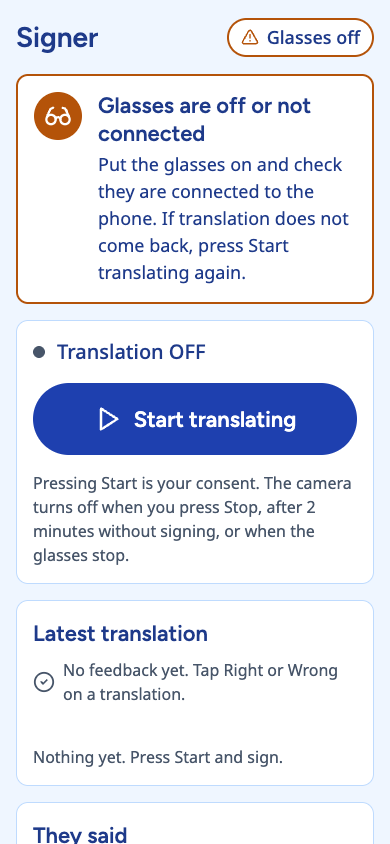 Signer
Glasses off
Glasses are off or not
connected
Put the glasses on and check
they are connected to the
phone. If translation does not
come back, press Start
translating again.
Translation OFF
Start translating
Pressing Start is your consent. The camera
turns off when you press Stop, after 2
minutes without signing, or when the
glasses stop.
Latest translation
No feedback yet. Tap Right or Wrong
on a translation.
Nothing yet. Press Start and sign.
They said